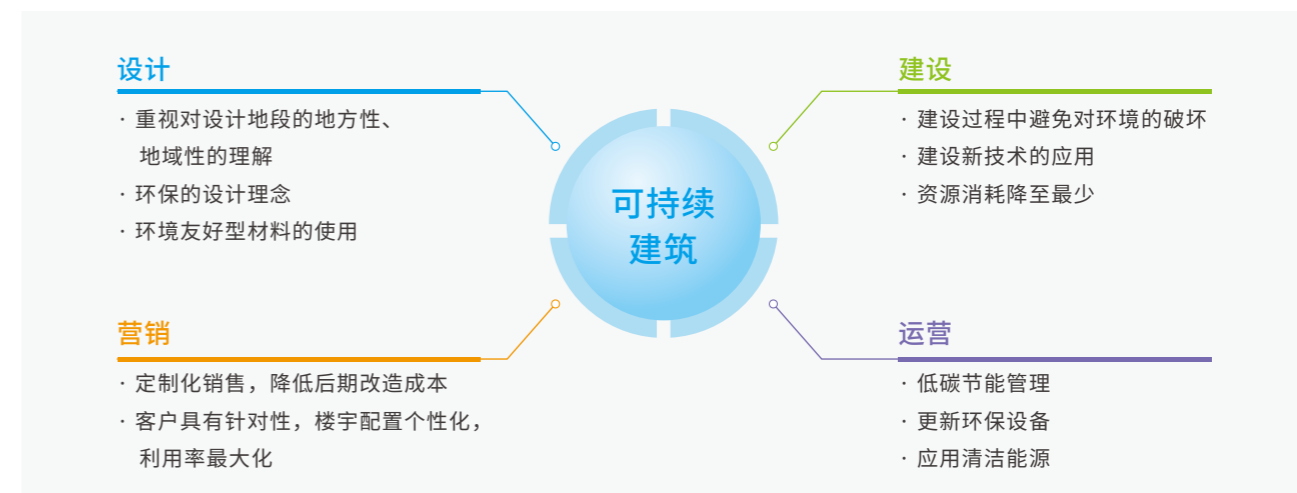 设计
· 重视对设计地段的地方性、
地域性的理解
· 环保的设计理念
· 环境友好型材料的使用
建设
· 建设过程中避免对环境的破坏
· 建设新技术的应用
· 资源消耗降至最少
可持续
建筑
营销
· 定制化销售，降低后期改造成本
· 客户具有针对性，楼宇配置个性化，
利用率最大化
运营
· 低碳节能管理
· 更新环保设备
· 应用清洁能源